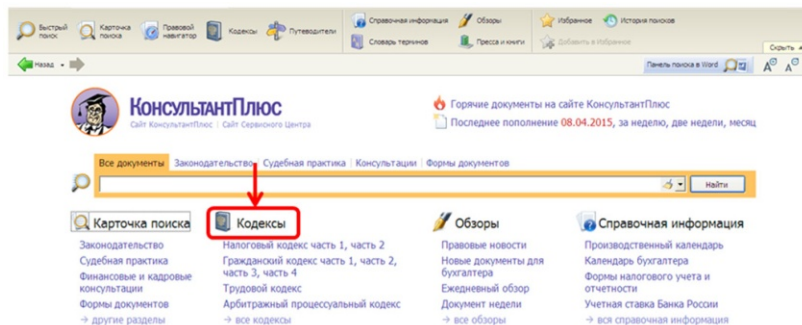 Быстрый поиск
Карточка поиска
Правовой навигатор
Кодексы
Путеводители
Справочная информация
Словарь терминов
Обзоры
Пресса и книги
Избранное
История поисков
Добавить в Избранное
Скрыть
Назад
Панель поиска в Word
КонсультантПлюс
Сайт КонсультантПлюс | Сайт Сервисного Центра
Горячие документы на сайте КонсультантПлюс
Последнее пополнение 08.04.2015, за неделю, две недели, месяц
Все документы Законодательство Судебная практика Консультации Формы документов
Найти
Карточка поиска
Законодательство
Судебная практика
Финансовые и кадровые
консультации
Формы документов
→ другие разделы
Кодексы
Налоговый кодекс часть 1, часть 2
Гражданский кодекс часть 1, часть 2,
часть 3, часть 4
Трудовой кодекс
Арбитражный процессуальный кодекс
→ все кодексы
Обзоры
Правовые новости
Новые документы для
бухгалтера
Ежедневный обзор
Документ недели
→ все обзоры
Справочная информация
Производственный календарь
Календарь бухгалтера
Формы налогового учета и
отчетности
Учетная ставка Банка России
→ вся справочная информация